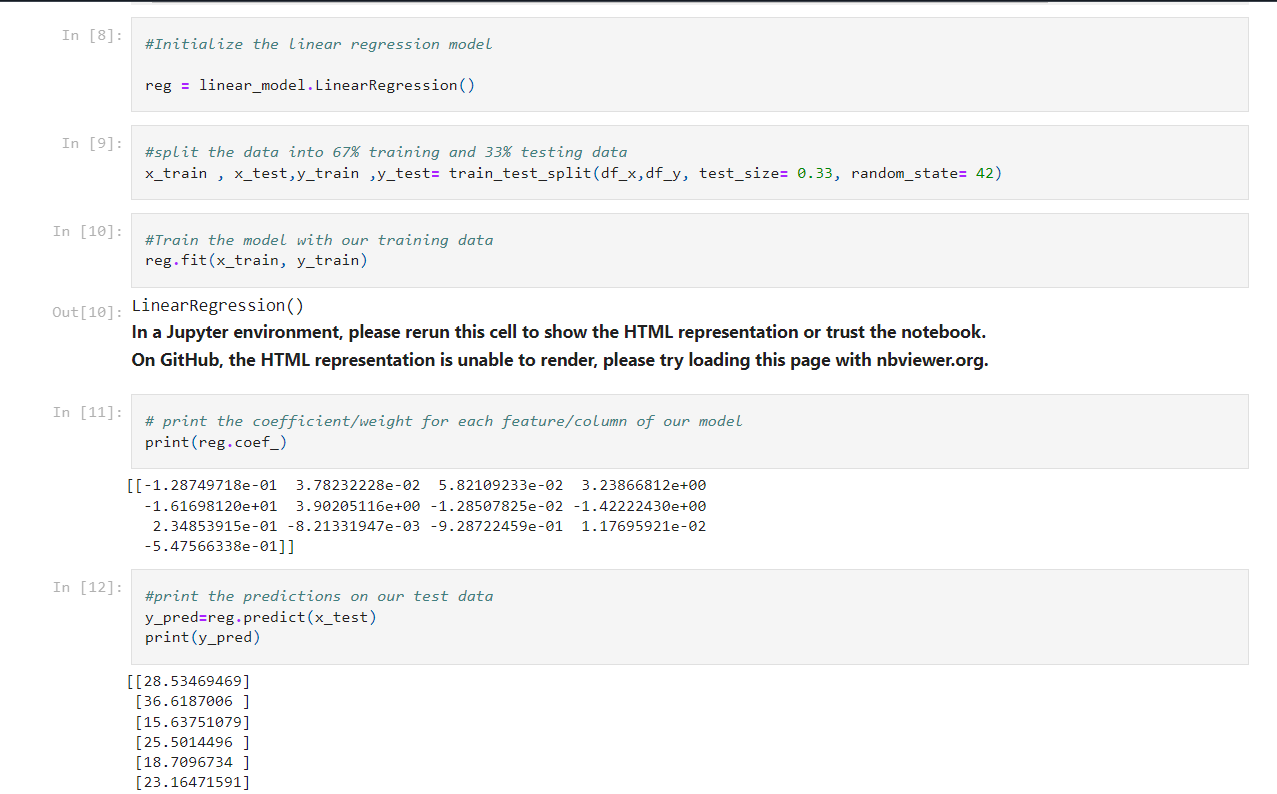 In [8]:
#Initialize the linear regression model
reg = linear_model.LinearRegression()
In [9]:
#split the data into 67% training and 33% testing data
x_train , x_test,y_train ,y_test= train_test_split(df_x,df_y, test_size= 0.33, random_state= 42)
In [10]:
#Train the model with our training data
reg.fit(x_train, y_train)
Out[10]:
LinearRegression()
In a Jupyter environment, please rerun this cell to show the HTML representation or trust the notebook.
On GitHub, the HTML representation is unable to render, please try loading this page with nbviewer.org.
In [11]:
# print the coefficient/weight for each feature/column of our model
print(reg.coef_)
[[-1.28749718e-01  3.78232228e-02  5.82109233e-02  3.23866812e+00
  -1.61698120e+01  3.90205116e+00 -1.28507825e-02 -1.42222430e+00
   2.34853915e-01 -8.21331947e-03 -9.28722459e-01  1.17695921e-02
  -5.47566338e-01]]
In [12]:
#print the predictions on our test data
y_pred=reg.predict(x_test)
print(y_pred)
[[28.53469469]
 [36.6187006 ]
 [15.63751079]
 [25.5014496 ]
 [18.7096734 ]
 [23.16471591]